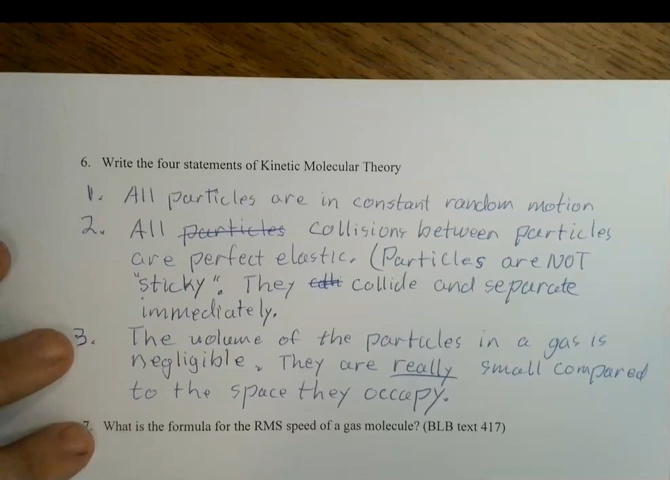 6. Write the four statements of Kinetic Molecular Theory
1. All particles are in constant random motion
2. All particles collisions between particles
are perfect elastic. (Particles are NOT
"sticky". They cdh collide and separate
immediately.
3. The volume of the particles in a gas is
negligible. They are really small compared
to the space they occupy.
7. What is the formula for the RMS speed of a gas molecule? (BLB text 417)